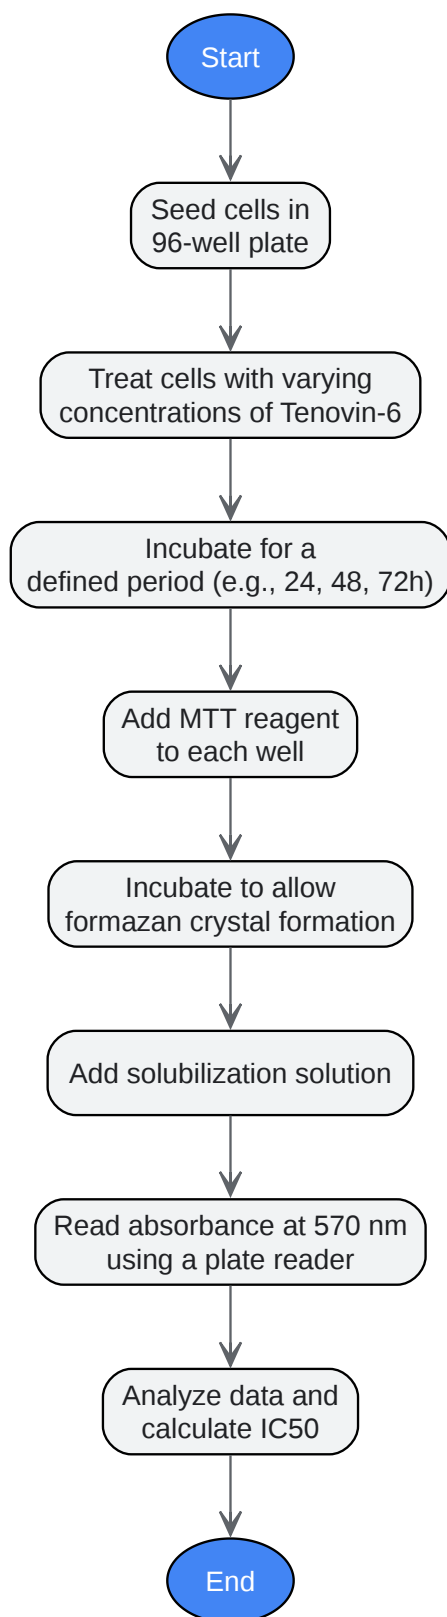 Start
Seed cells in
96-well plate
Treat cells with varying
concentrations of Tenovin-6
Incubate for a
defined period (e.g., 24, 48, 72h)
Add MTT reagent
to each well
Incubate to allow
formazan crystal formation
Add solubilization solution
Read absorbance at 570 nm
using a plate reader
Analyze data and
calculate IC50
End